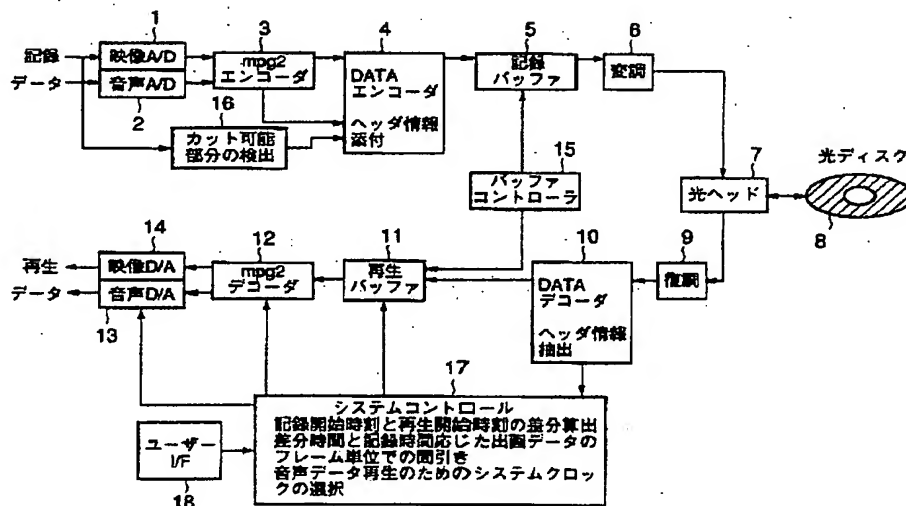 記録
データ
1
映像A/D
音声A/D
2
3
mpg2
エンコーダ
4
DATA
エンコーダ
ヘッダ情報
添付
5
記録
バッファ
6
変調
16
カット可能
部分の検出
15
バッファ
コントローラ
7
光ヘッド
光ディスク
8
再生
データ
14
映像D/A
音声D/A
13
12
mpg2
デコーダ
11
再生
バッファ
10
DATA
デコーダ
ヘッダ情報
抽出
9
復調
17
システムコントロール
記録開始時刻と再生開始時刻の差分算出
差分時間と記録時間応じた出画データの
フレーム単位での間引き
音声データ再生のためのシステムクロッ
クの選択
ユーザー
I/F
18